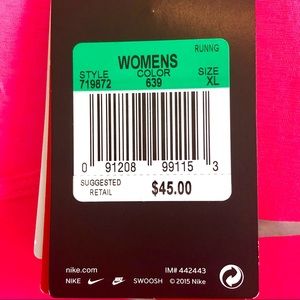 RUNNG
WOMENS
STYLE COLOR SIZE
719872 639 XL
0 91208 99115 3
SUGGESTED
RETAIL $45.00
nike.com IM# 442443
NIKE SWOOSH © 2015 Nike